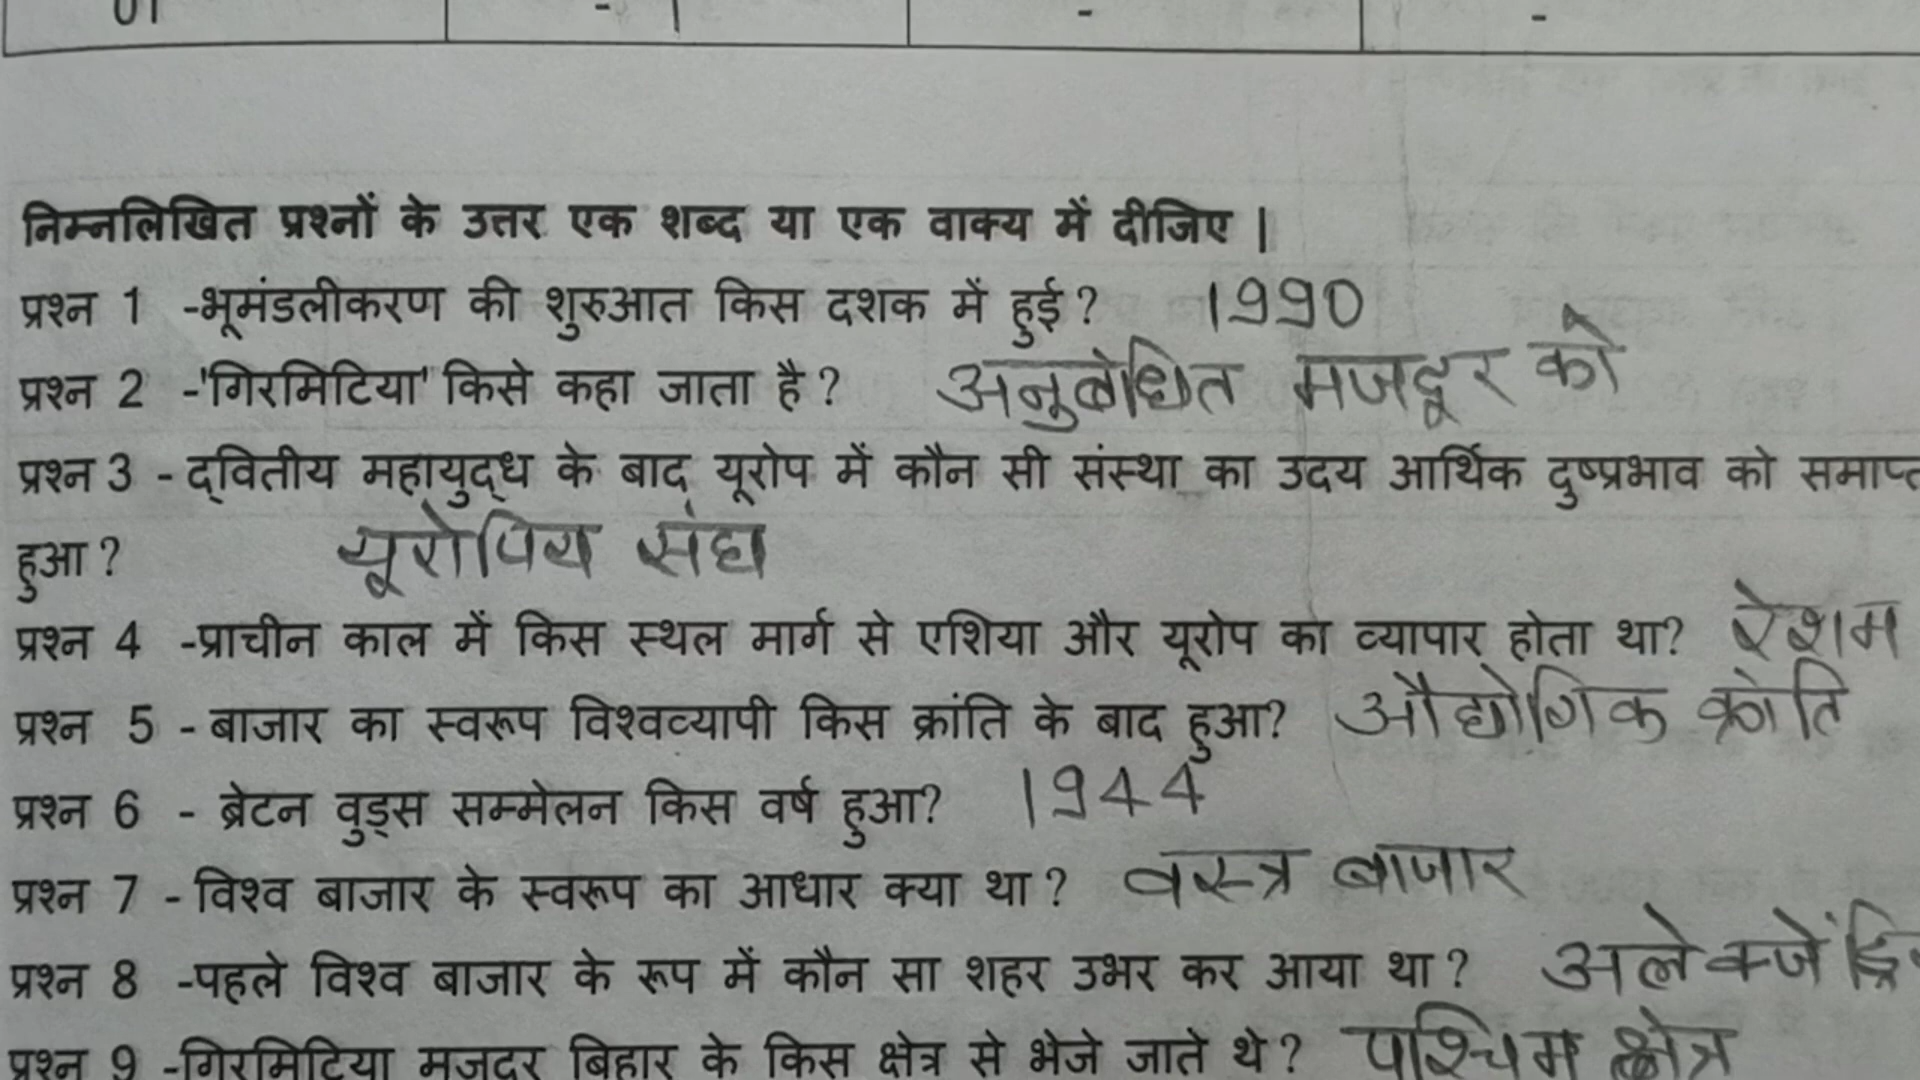 01 - - -
निम्नलिखित प्रश्नों के उत्तर एक शब्द या एक वाक्य में दीजिए |
प्रश्न 1 -भूमंडलीकरण की शुरुआत किस दशक में हुई? 1990
प्रश्न 2 -'गिरमिटिया' किसे कहा जाता है? अनुबंधित मजदूर को
प्रश्न 3 - द्वितीय महायुद्ध के बाद यूरोप में कौन सी संस्था का उदय आर्थिक दुष्प्रभाव को समाप्त
हुआ? यूरोपिय संघ
प्रश्न 4 -प्राचीन काल में किस स्थल मार्ग से एशिया और यूरोप का व्यापार होता था? रेशम
प्रश्न 5 - बाजार का स्वरूप विश्वव्यापी किस क्रांति के बाद हुआ? औद्योगिक क्रांति
प्रश्न 6 - ब्रेटन वुड्स सम्मेलन किस वर्ष हुआ? 1944
प्रश्न 7 - विश्व बाजार के स्वरूप का आधार क्या था? वस्त्र बाजार
प्रश्न 8 -पहले विश्व बाजार के रूप में कौन सा शहर उभर कर आया था? अलेक्जेंद्रि
प्रश्न 9 -गिरमिटिया मजदूर बिहार के किस क्षेत्र से भेजे जाते थे? पश्चिम क्षेत्र